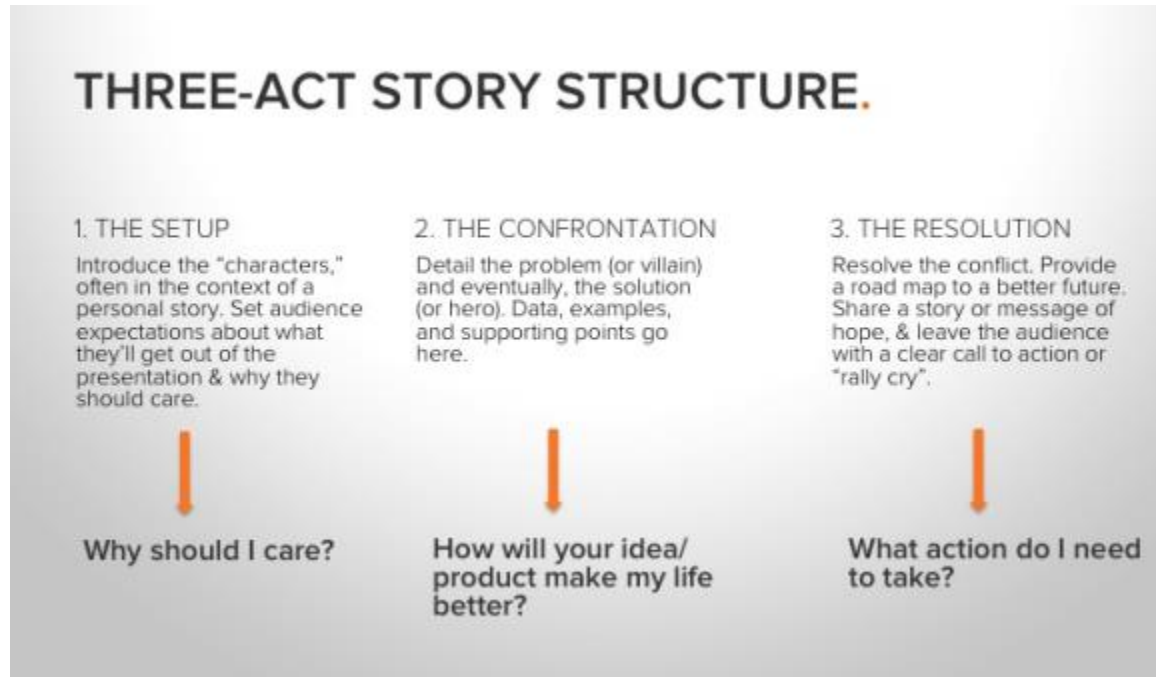 THREE-ACT STORY STRUCTURE.
1. THE SETUP
Introduce the "characters,"
often in the context of a
personal story. Set audience
expectations about what
they'll get out of the
presentation & why they
should care.
Why should I care?
2. THE CONFRONTATION
Detail the problem (or villain)
and eventually, the solution
(or hero). Data, examples,
and supporting points go
here.
How will your idea/
product make my life
better?
3. THE RESOLUTION
Resolve the conflict. Provide
a road map to a better future.
Share a story or message of
hope, & leave the audience
with a clear call to action or
"rally cry".
What action do I need
to take?